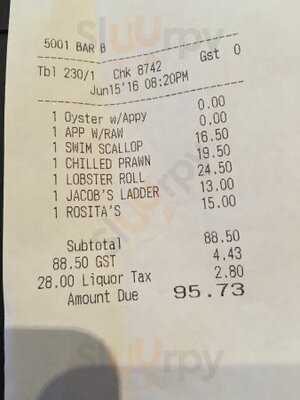 5001 BAR B
Tbl 230/1 Chk 8742 Gst 0
Jun15'16 08:20PM
1 Oyster w/Appy 0.00
1 APP W/RAW 0.00
1 SWIM SCALLOP 16.50
1 CHILLED PRAWN 19.50
1 LOBSTER ROLL 24.50
1 JACOB'S LADDER 13.00
1 ROSITA'S 15.00
Subtotal 88.50
88.50 GST 4.43
28.00 Liquor Tax 2.80
Amount Due 95.73
Sluurpy
Sluurpy
Sluurpy